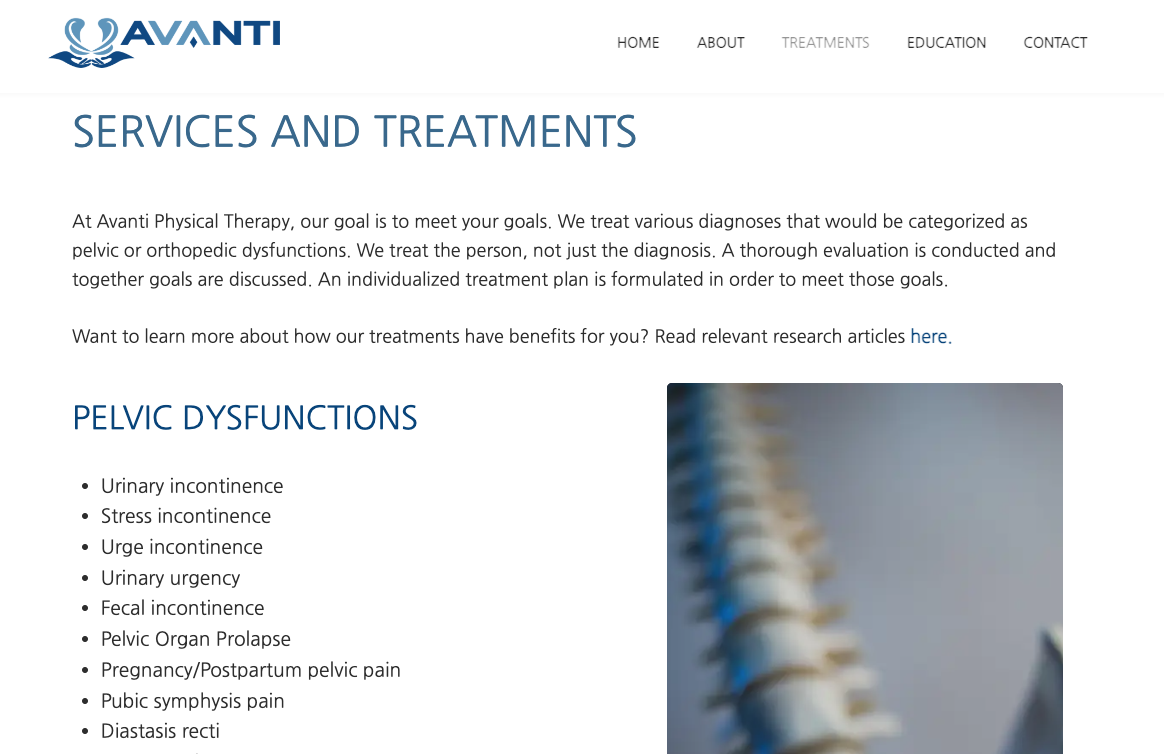 AVANTI
HOME ABOUT TREATMENTS EDUCATION CONTACT
SERVICES AND TREATMENTS
At Avanti Physical Therapy, our goal is to meet your goals. We treat various diagnoses that would be categorized as
pelvic or orthopedic dysfunctions. We treat the person, not just the diagnosis. A thorough evaluation is conducted and
together goals are discussed. An individualized treatment plan is formulated in order to meet those goals.
Want to learn more about how our treatments have benefits for you? Read relevant research articles here.
PELVIC DYSFUNCTIONS
• Urinary incontinence
• Stress incontinence
• Urge incontinence
• Urinary urgency
• Fecal incontinence
• Pelvic Organ Prolapse
• Pregnancy/Postpartum pelvic pain
• Pubic symphysis pain
• Diastasis recti